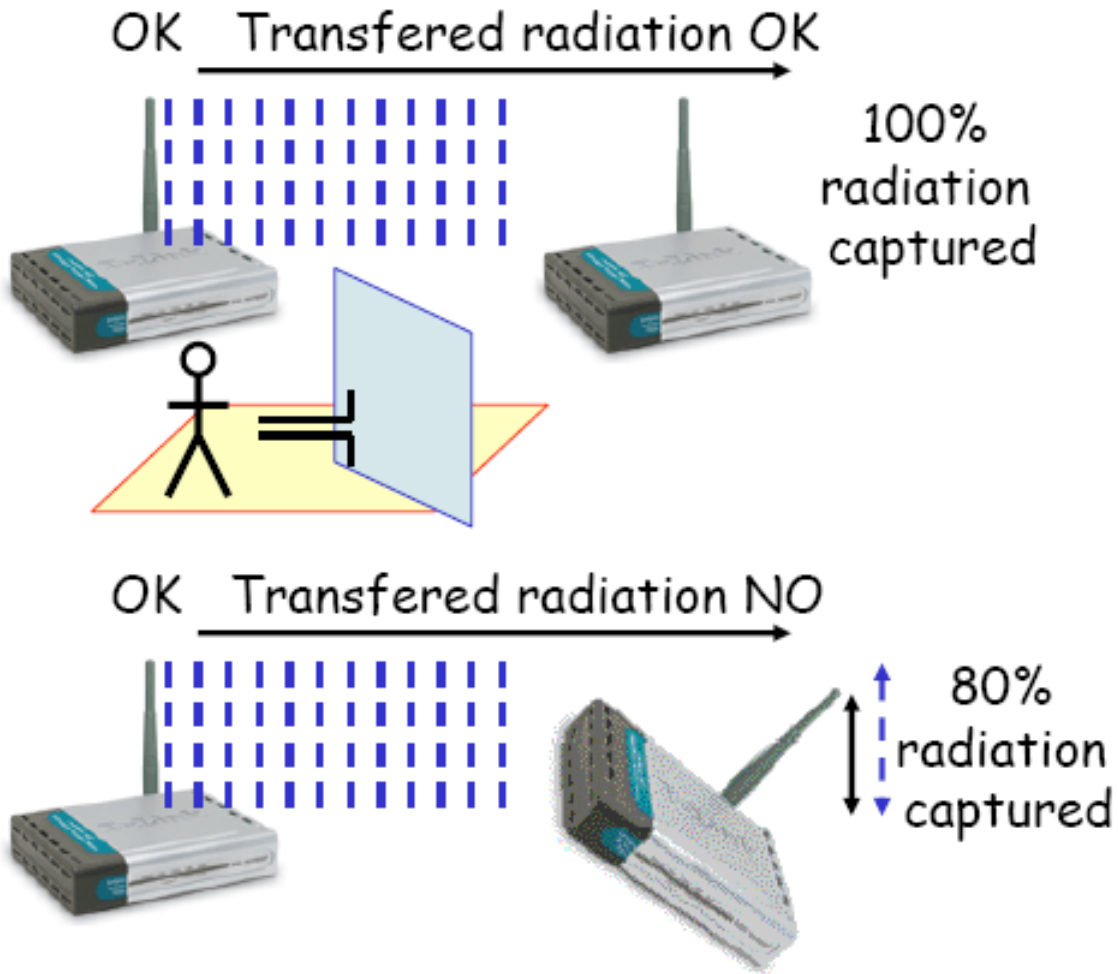 OK Transfered radiation OK
100%
radiation
captured
OK Transfered radiation NO
80%
radiation
captured